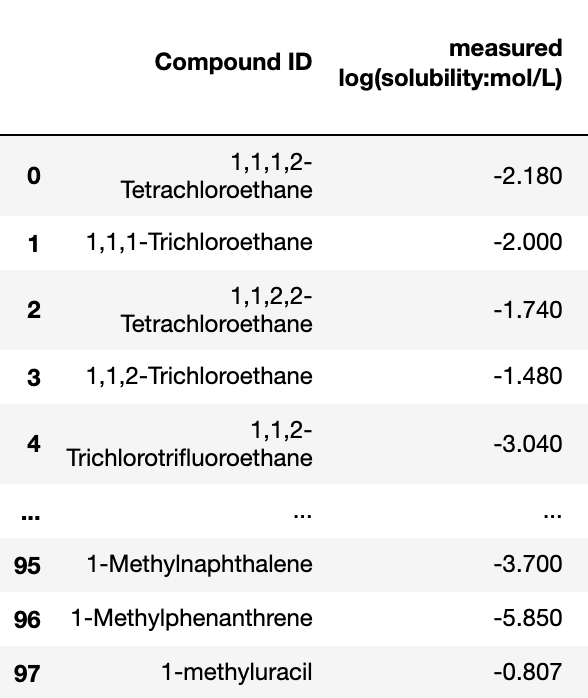 Compound ID measured
log(solubility:mol/L)
0 1,1,1,2-
Tetrachloroethane -2.180
1 1,1,1-Trichloroethane -2.000
2 1,1,2,2-
Tetrachloroethane -1.740
3 1,1,2-Trichloroethane -1.480
4 1,1,2-
Trichlorotrifluoroethane -3.040
... ... ...
95 1-Methylnaphthalene -3.700
96 1-Methylphenanthrene -5.850
97 1-methyluracil -0.807